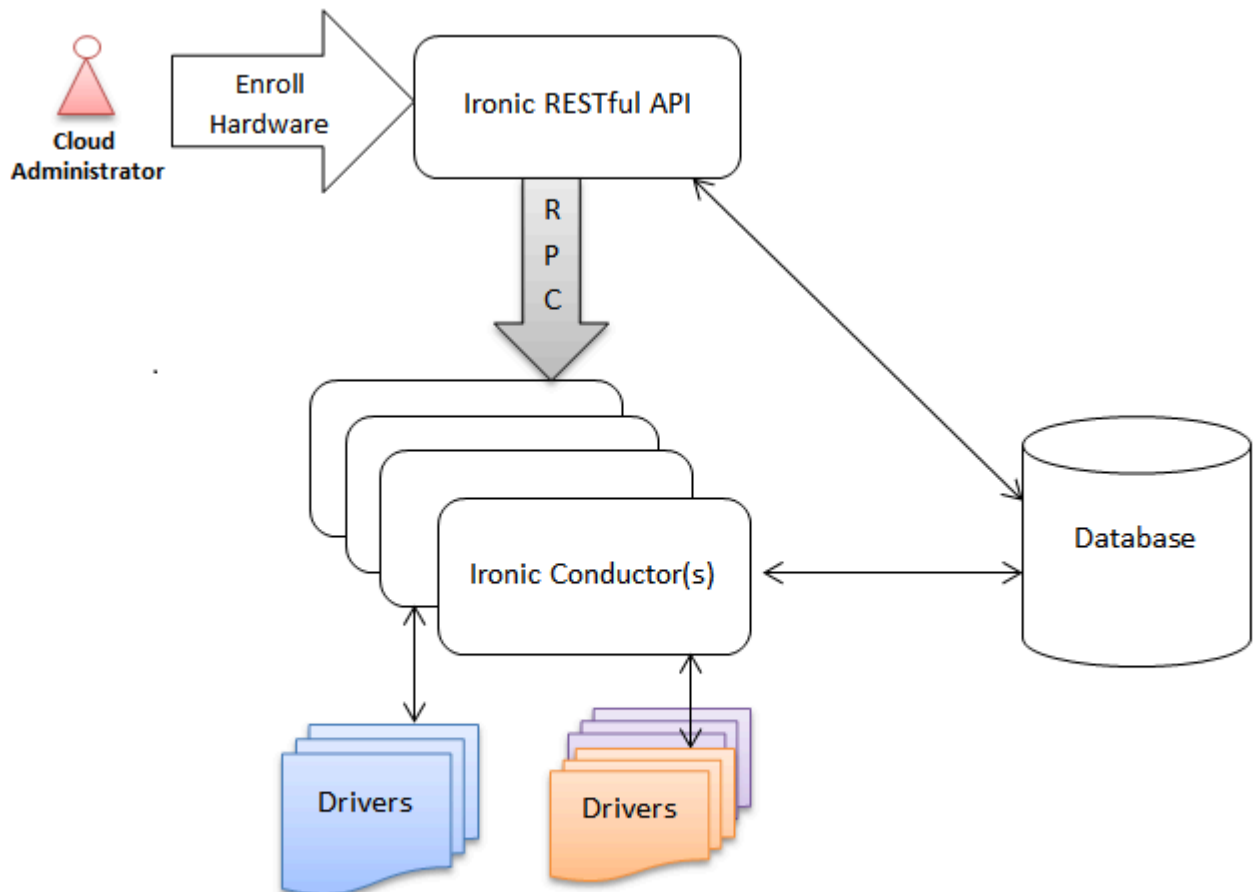 Enroll
Hardware
Cloud
Administrator
Ironic RESTful API
R
P
C
Ironic Conductor(s)
Database
Drivers
Drivers